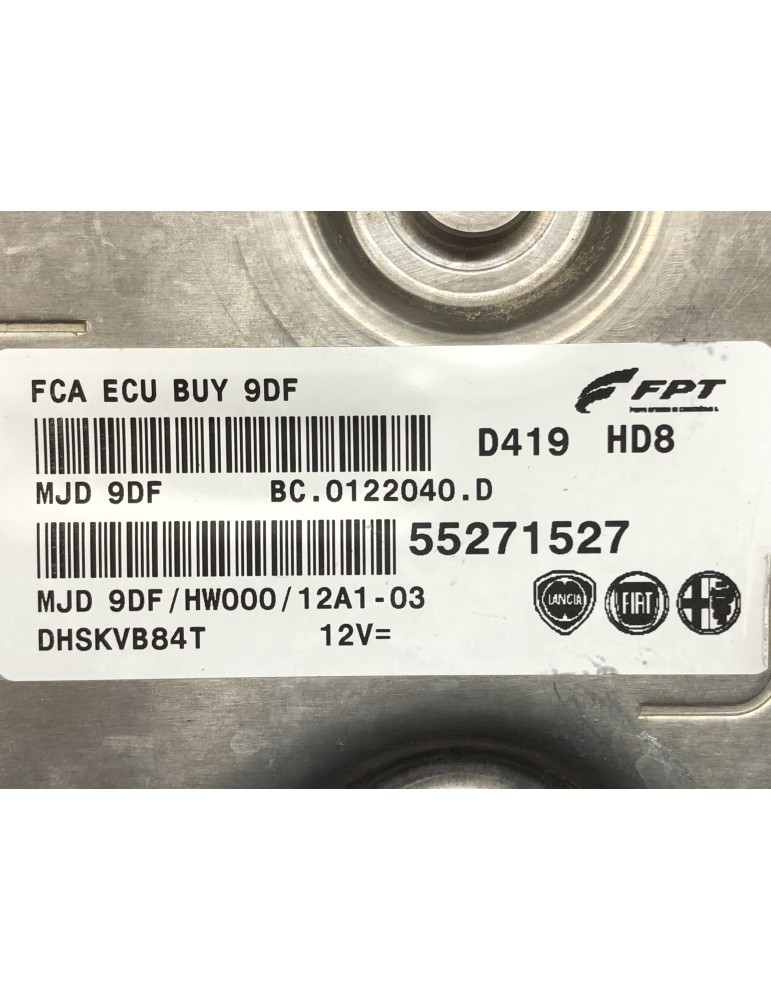 FCA ECU BUY 9DF
FPT
D419 HD8
MJD 9DF BC.0122040.D
55271527
MJD 9DF/HW000/12A1-03
LANCIA FIAT
DHSKVB84T 12V=